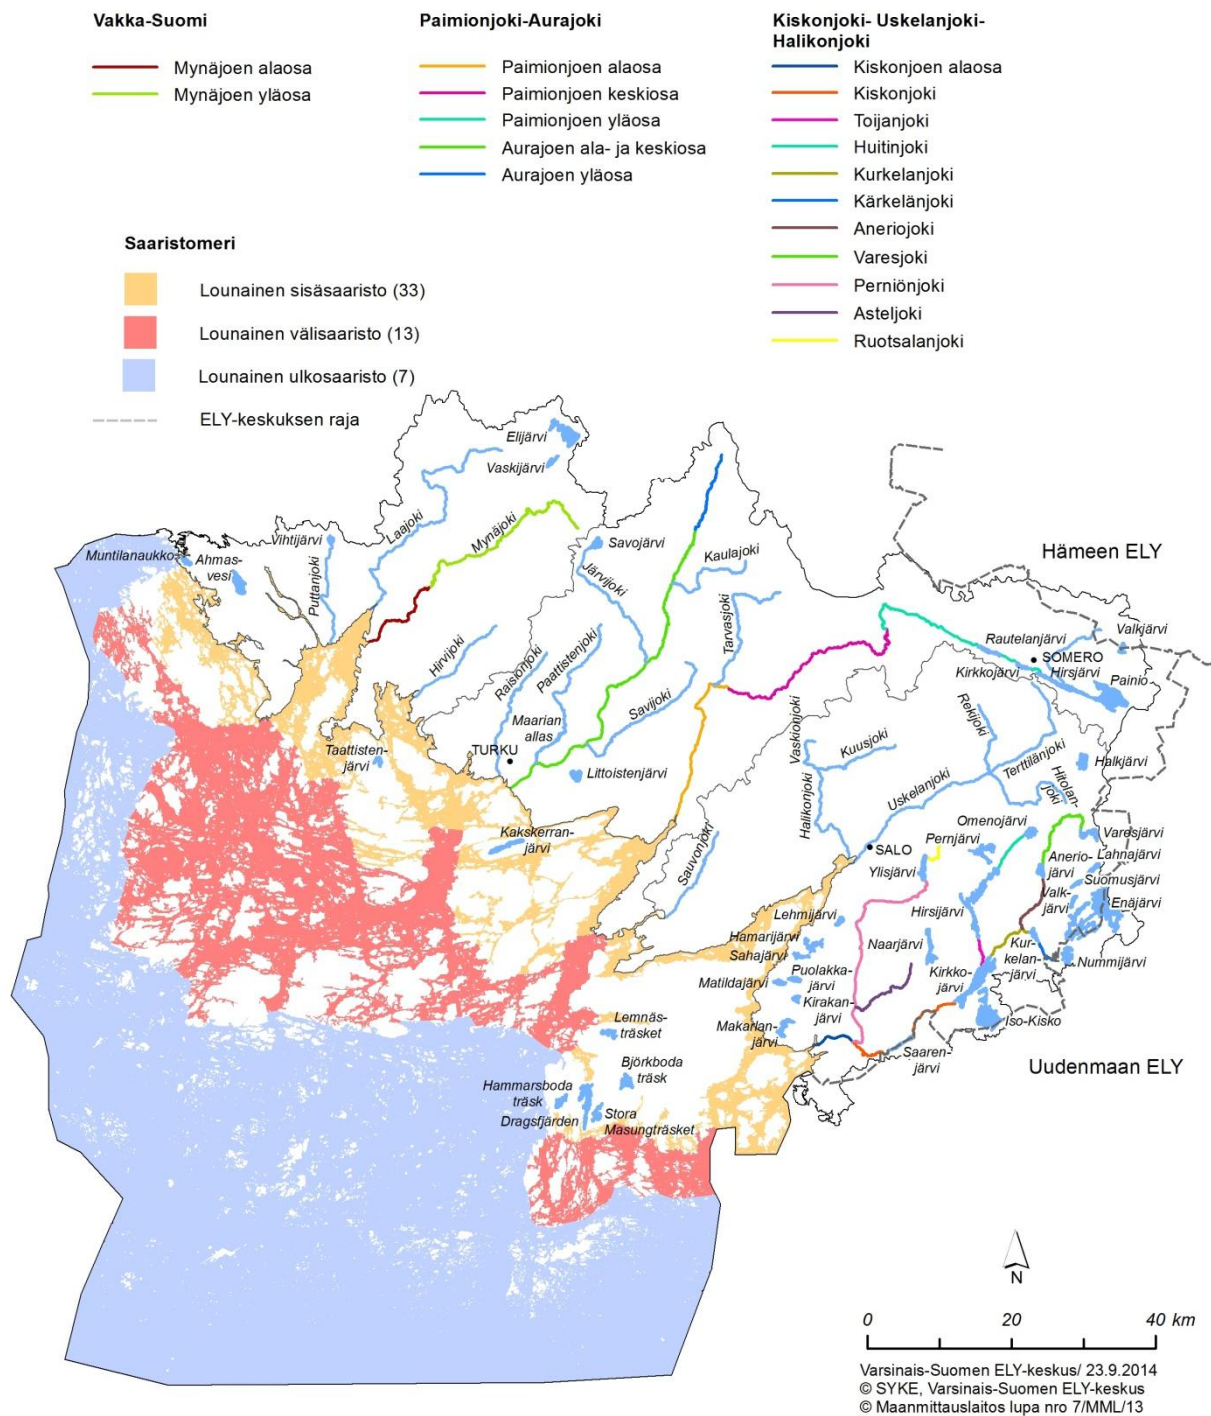 Vakka-Suomi
Mynäjoen alaosa
Mynäjoen yläosa
Paimionjoki-Aurajoki
Paimionjoen alaosa
Paimionjoen keskiosa
Paimionjoen yläosa
Aurajoen ala- ja keskiosa
Aurajoen yläosa
Kiskonjoki- Uskelanjoki-
Halikonjoki
Kiskonjoen alaosa
Kiskonjoki
Toijanjoki
Huitinjoki
Kurkelanjoki
Kärkelänjoki
Aneriojoki
Varesjoki
Perniönjoki
Asteljoki
Ruotsalanjoki
Saaristomeri
Lounainen sisäsaaristo (33)
Lounainen välisaaristo (13)
Lounainen ulkosaaristo (7)
ELY-keskuksen raja
Elijärvi
Vaskijärvi
Laajoki
Mynäjoki
Vihtijärvi
Muntilanaukko
Ahmas-
vesi
Puttanjoki
Savojärvi
Järvijoki
Kaulajoki
Hämeen ELY
Hirvijoki
Raisionjoki
Paattistenjoki
Tarvasjoki
Rautelanjärvi
Valkjärvi
SOMERO
Kirkkojärvi
Hirsjärvi
Painio
Maarian
allas
Savijoki
Vaskionjoki
Rekijoki
Kuusjoki
TURKU
Taattisten-
järvi
Littoistenjärvi
Uskelanjoki
Terttilänjoki
Halkjärvi
Hitolan-
joki
Halikonjoki
Kakskerran-
järvi
Sauvonjoki
Omenojärvi
Pernjärvi
Varesjärvi
SALO
Ylisjärvi
Anerio-
järvi
Lahnajärvi
Suomusjärvi
Valk-
järvi
Enäjärvi
Lehmijärvi
Hirsijärvi
Hamarijärvi
Sahajärvi
Naarjärvi
Kur-
kelan-
järvi
Nummijärvi
Matildajärvi
Puolakka-
järvi
Kirakan-
järvi
Kirkko-
järvi
Lemnäs-
träsket
Makarlan-
järvi
Iso-Kisko
Saaren-
järvi
Uudenmaan ELY
Björkboda
träsk
Hammarsboda
träsk
Dragsfjärden
Stora
Masungträsket
N
0 20 40 km
Varsinais-Suomen ELY-keskus/ 23.9.2014
© SYKE, Varsinais-Suomen ELY-keskus
© Maanmittauslaitos lupa nro 7/MML/13